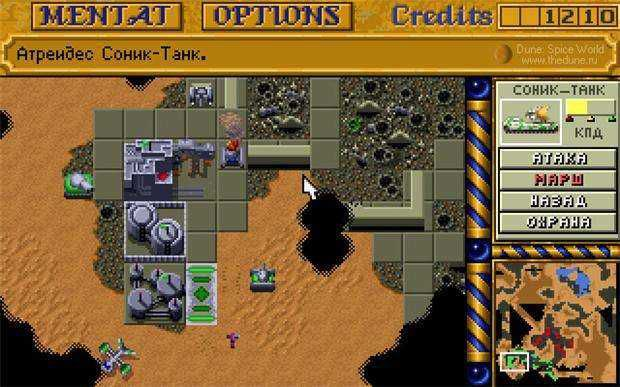 MENTAT
OPTIONS
Credits
1210
Атреидес Соник-Танк.
Dune: Spice World
www.thedune.ru
СОНИК-ТАНК
КПД
АТАКА
МАРШ
НАЗАД
ОХРАНА